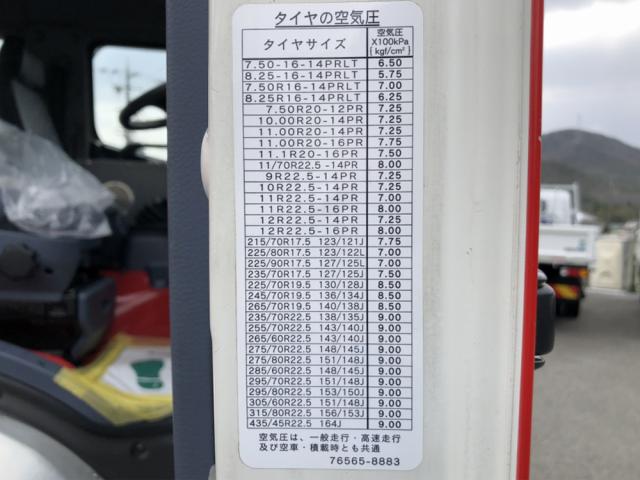 タイヤの空気圧
タイヤサイズ 空気圧 X100kPa {kgf/cm²}
7.50-16-14PRLT 6.50
8.25-16-14PRLT 5.75
7.50R16-14PRLT 7.00
8.25R16-14PRLT 6.25
7.50R20-12PR 7.25
10.00R20-14PR 7.25
11.00R20-14PR 7.25
11.00R20-16PR 7.75
11.1R20-16PR 7.50
11/70R22.5 -14PR 8.00
9R22.5-14PR 7.25
10R22.5-14PR 7.25
11R22.5-14PR 7.00
11R22.5-16PR 8.00
12R22.5-14PR 7.25
12R22.5-16PR 8.00
215/70R17.5 123/121J 7.75
225/80R17.5 123/122L 7.00
225/90R17.5 127/125L 7.00
235/70R17.5 127/125J 7.50
225/70R19.5 130/128J 8.50
245/70R19.5 136/134J 8.50
265/70R19.5 140/138J 8.50
235/70R22.5 138/135J 9.00
255/70R22.5 143/140J 9.00
265/60R22.5 143/140J 9.00
275/70R22.5 148/145J 9.00
275/80R22.5 151/148J 9.00
285/60R22.5 148/145J 9.00
295/70R22.5 151/148J 9.00
295/80R22.5 153/150J 9.00
305/60R22.5 151/148J 9.00
315/80R22.5 156/153J 9.00
435/45R22.5 164J 9.00
空気圧は、一般走行・高速走行
及び空車・積載時とも共通
76565-8883